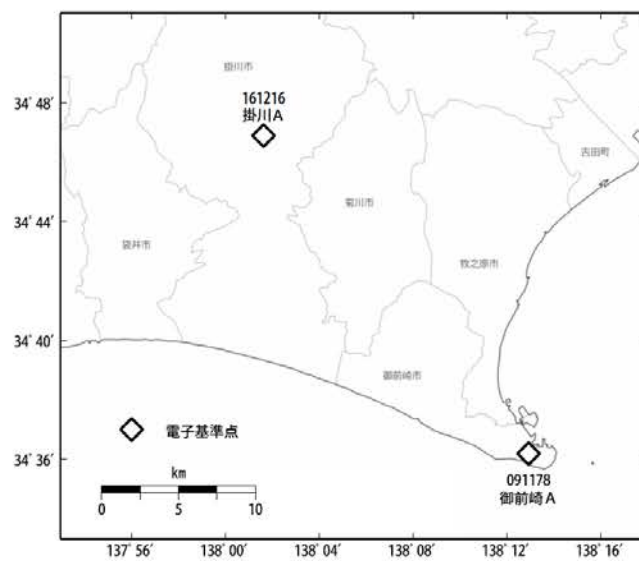 掛川市
34˚ 48′
161216
掛川A
吉田町
34˚ 44′
菊川市
袋井市
牧之原市
34˚ 40′
御前崎市
電子基準点
34˚ 36′
km
091178
御前崎A
0
5
10
137˚ 56′
138˚ 00′
138˚ 04′
138˚ 08′
138˚ 12′
138˚ 16′